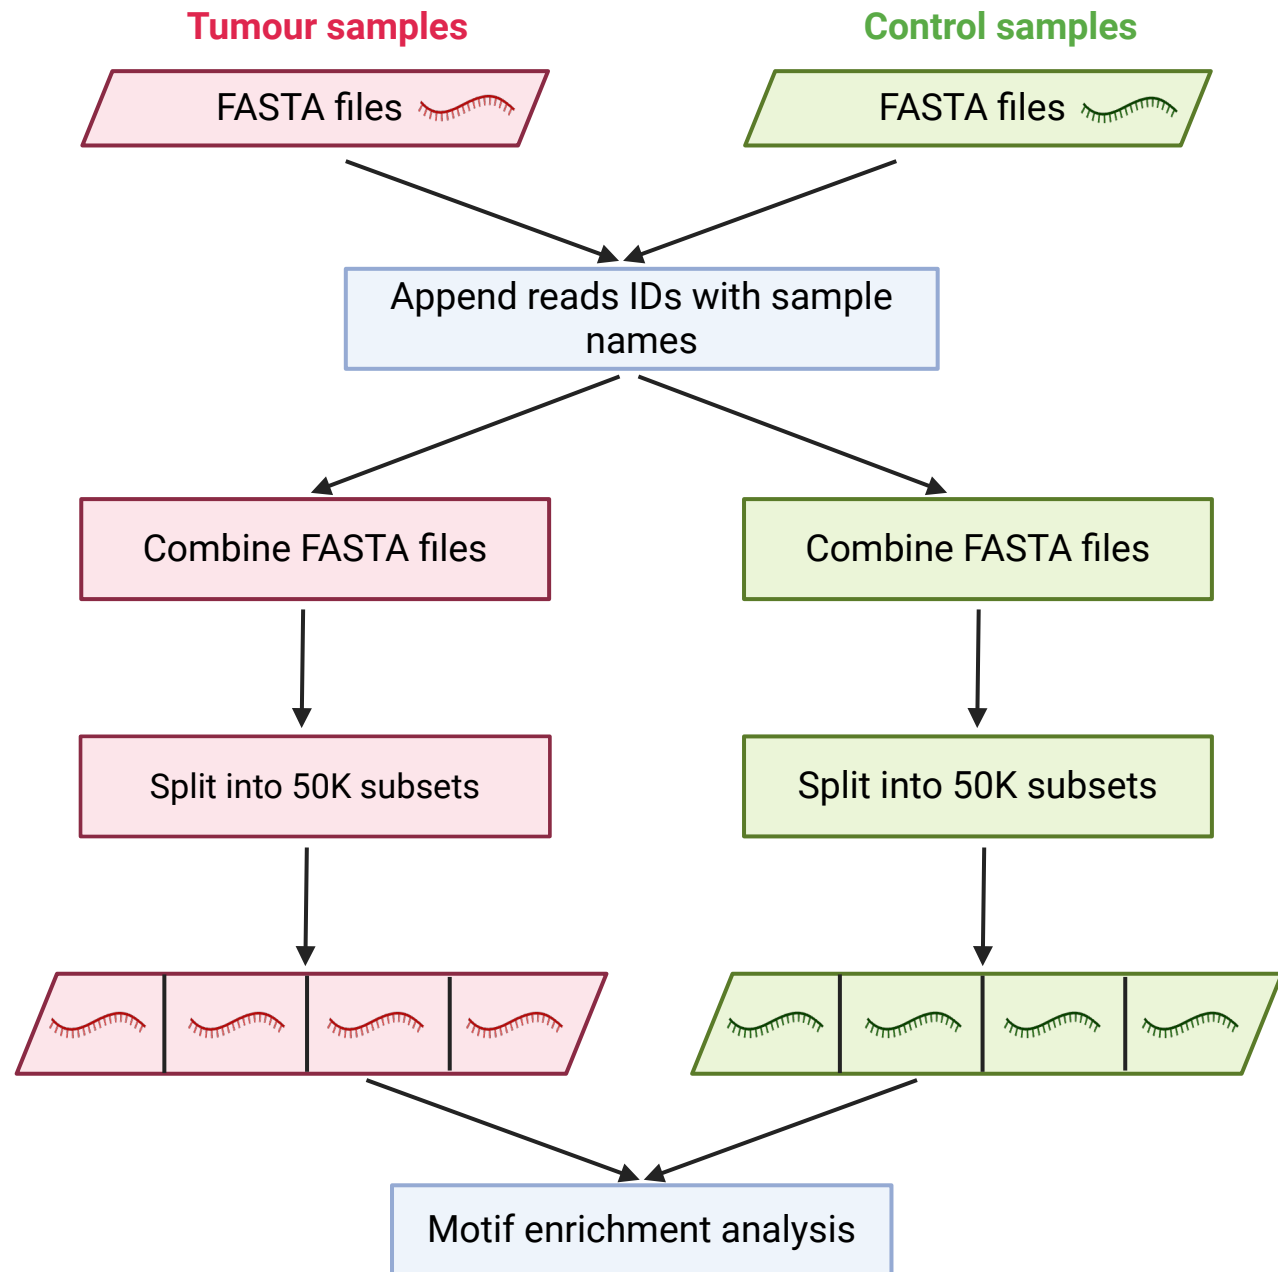 Tumour samples
Control samples
FASTA files
FASTA files
Append reads IDs with sample
names
Combine FASTA files
Combine FASTA files
Split into 50K subsets
Split into 50K subsets
Motif enrichment analysis